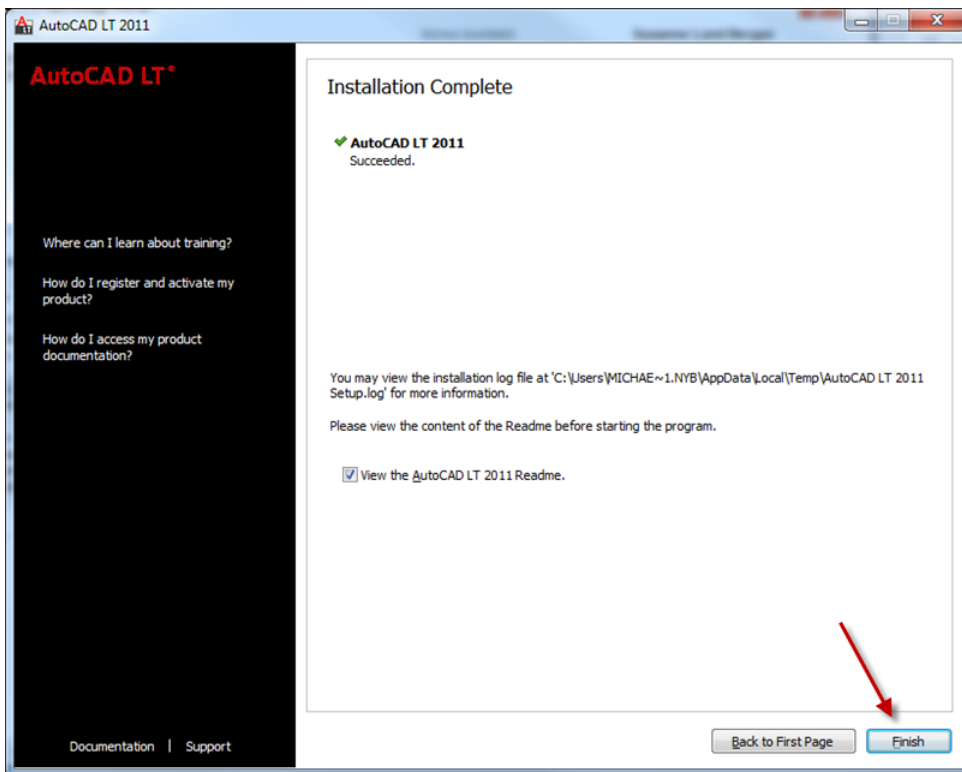 AutoCAD LT 2011
AutoCAD LT®
Installation Complete
AutoCAD LT 2011
Succeeded.
Where can I learn about training?
How do I register and activate my
product?
How do I access my product
documentation?
You may view the installation log file at 'C:\Users\MICHAE~1.NYB\AppData\Local\Temp\AutoCAD LT 2011
Setup.log' for more information.
Please view the content of the Readme before starting the program.
View the AutoCAD LT 2011 Readme.
Documentation | Support
Back to First Page
Finish